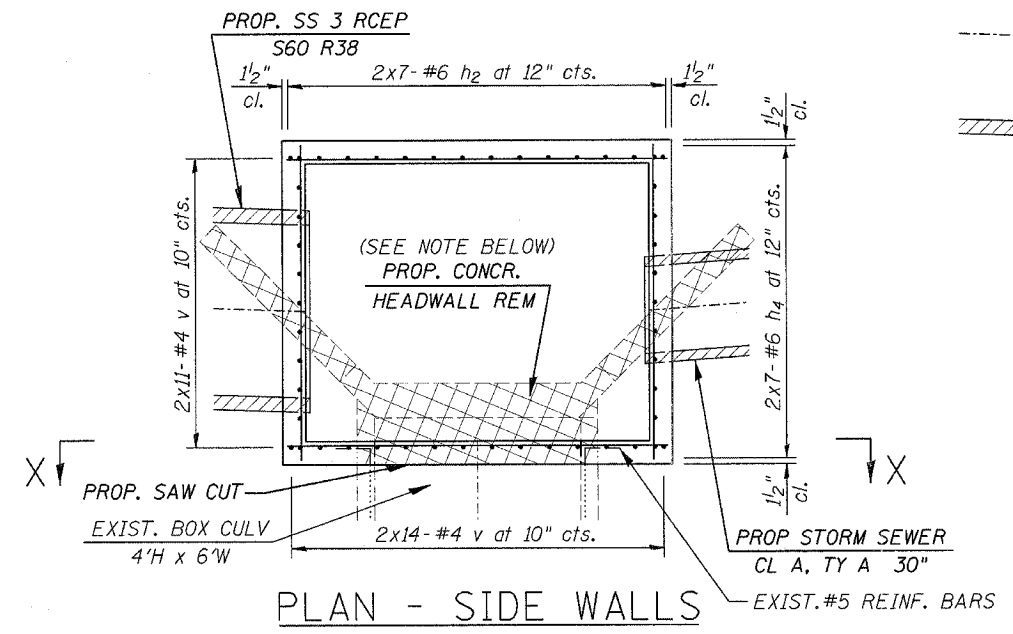 PROP. SS 3 RCEP
S60 R38
1½" cl.
2x7-#6 h2 at 12" cts.
1½" cl.
1½" cl.
2x11-#4 v at 10" cts.
(SEE NOTE BELOW)
PROP. CONCR.
HEADWALL REM
2x7-#6 h4 at 12" cts.
X
X
PROP. SAW CUT
EXIST. BOX CULV
4'H x 6'W
2x14-#4 v at 10" cts.
1½" cl.
PROP STORM SEWER
CL A, TY A 30"
EXIST.#5 REINF. BARS
PLAN - SIDE WALLS